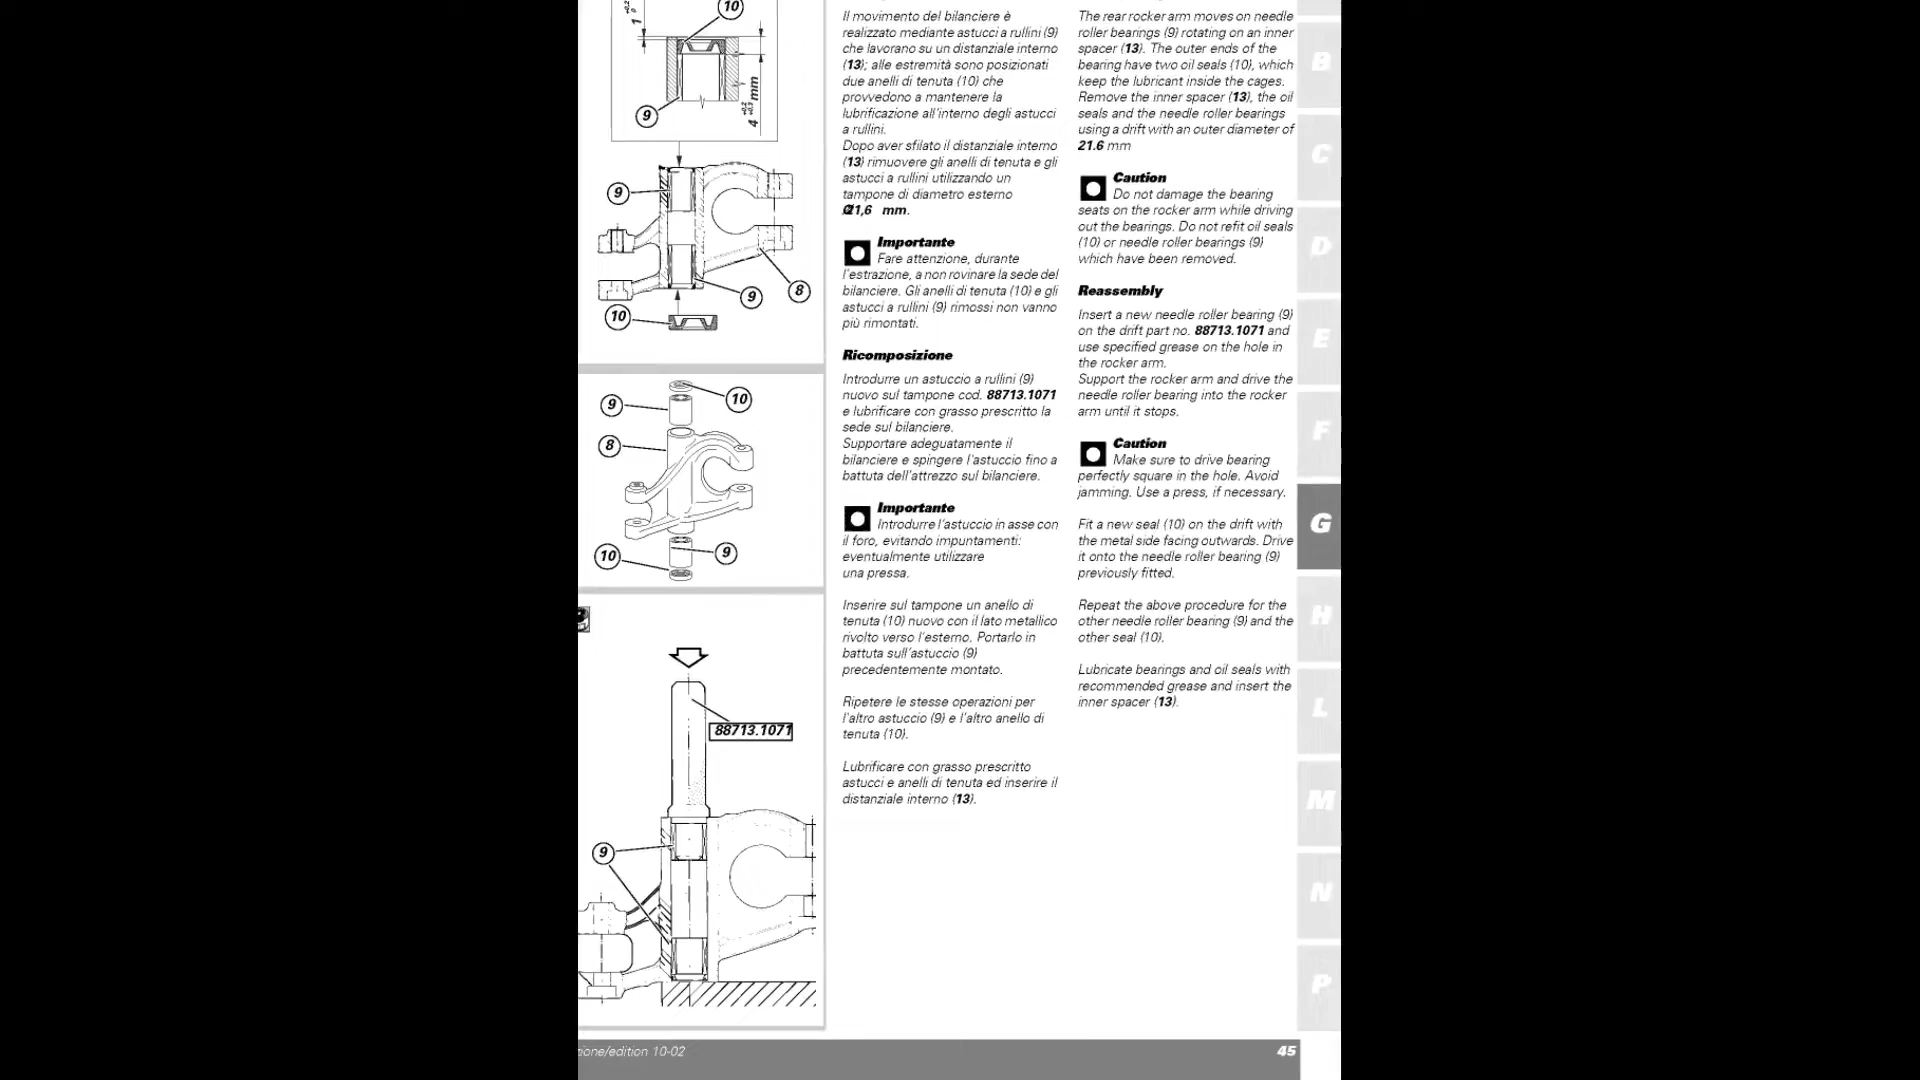 10
+0,2
0
1
9
+0,2
+0,3
4 mm
9
9
8
10
9
10
8
10
9
88713.1071
9
Il movimento del bilanciere è
realizzato mediante astucci a rullini (9)
che lavorano su un distanziale interno
(13); alle estremità sono posizionati
due anelli di tenuta (10) che
provvedono a mantenere la
lubrificazione all'interno degli astucci
a rullini.
Dopo aver sfilato il distanziale interno
(13) rimuovere gli anelli di tenuta e gli
astucci a rullini utilizzando un
tampone di diametro esterno
Ø21,6 mm.
Importante
Fare attenzione, durante
l'estrazione, a non rovinare la sede del
bilanciere. Gli anelli di tenuta (10) e gli
astucci a rullini (9) rimossi non vanno
più rimontati.
Ricomposizione
Introdurre un astuccio a rullini (9)
nuovo sul tampone cod. 88713.1071
e lubrificare con grasso prescritto la
sede sul bilanciere.
Supportare adeguatamente il
bilanciere e spingere l'astuccio fino a
battuta dell'attrezzo sul bilanciere.
Importante
Introdurre l'astuccio in asse con
il foro, evitando impuntamenti:
eventualmente utilizzare
una pressa.
Inserire sul tampone un anello di
tenuta (10) nuovo con il lato metallico
rivolto verso l'esterno. Portarlo in
battuta sull'astuccio (9)
precedentemente montato.
Ripetere le stesse operazioni per
l'altro astuccio (9) e l'altro anello di
tenuta (10).
Lubrificare con grasso prescritto
astucci e anelli di tenuta ed inserire il
distanziale interno (13).
The rear rocker arm moves on needle
roller bearings (9) rotating on an inner
spacer (13). The outer ends of the
bearing have two oil seals (10), which
keep the lubricant inside the cages.
Remove the inner spacer (13), the oil
seals and the needle roller bearings
using a drift with an outer diameter of
21.6 mm
Caution
Do not damage the bearing
seats on the rocker arm while driving
out the bearings. Do not refit oil seals
(10) or needle roller bearings (9)
which have been removed.
Reassembly
Insert a new needle roller bearing (9)
on the drift part no. 88713.1071 and
use specified grease on the hole in
the rocker arm.
Support the rocker arm and drive the
needle roller bearing into the rocker
arm until it stops.
Caution
Make sure to drive bearing
perfectly square in the hole. Avoid
jamming. Use a press, if necessary.
Fit a new seal (10) on the drift with
the metal side facing outwards. Drive
it onto the needle roller bearing (9)
previously fitted.
Repeat the above procedure for the
other needle roller bearing (9) and the
other seal (10).
Lubricate bearings and oil seals with
recommended grease and insert the
inner spacer (13).
B
C
D
E
F
G
H
L
M
N
P
zione/edition 10-02
45